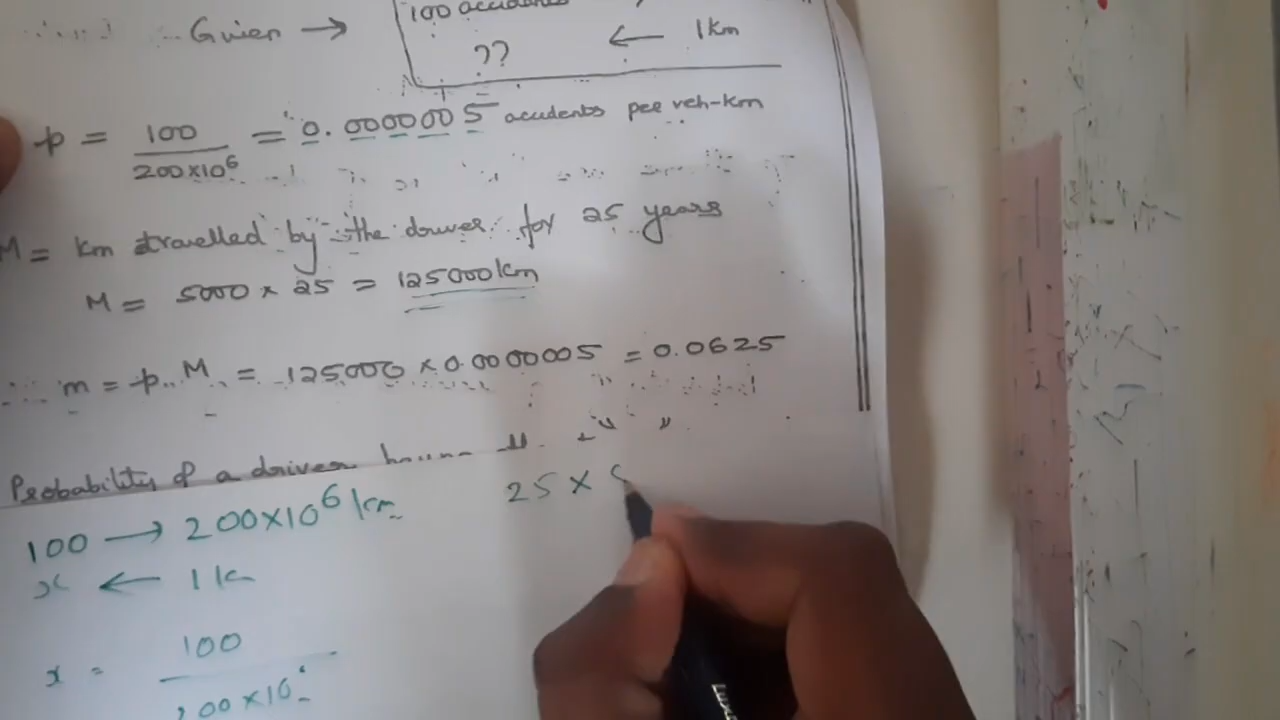 Given → 100 accidents
?? ← 1km
p = 100 / 200×10⁶ = 0.0000005 accidents per veh-km
M = km travelled by the driver for 25 years
M = 5000 × 25 = 125000 km
m = p.M = 125000 × 0.0000005 = 0.0625
Probability of a driver
100 → 200×10⁶ km
x ← 1 k
25 × 5
x = 100 / 200×10⁶